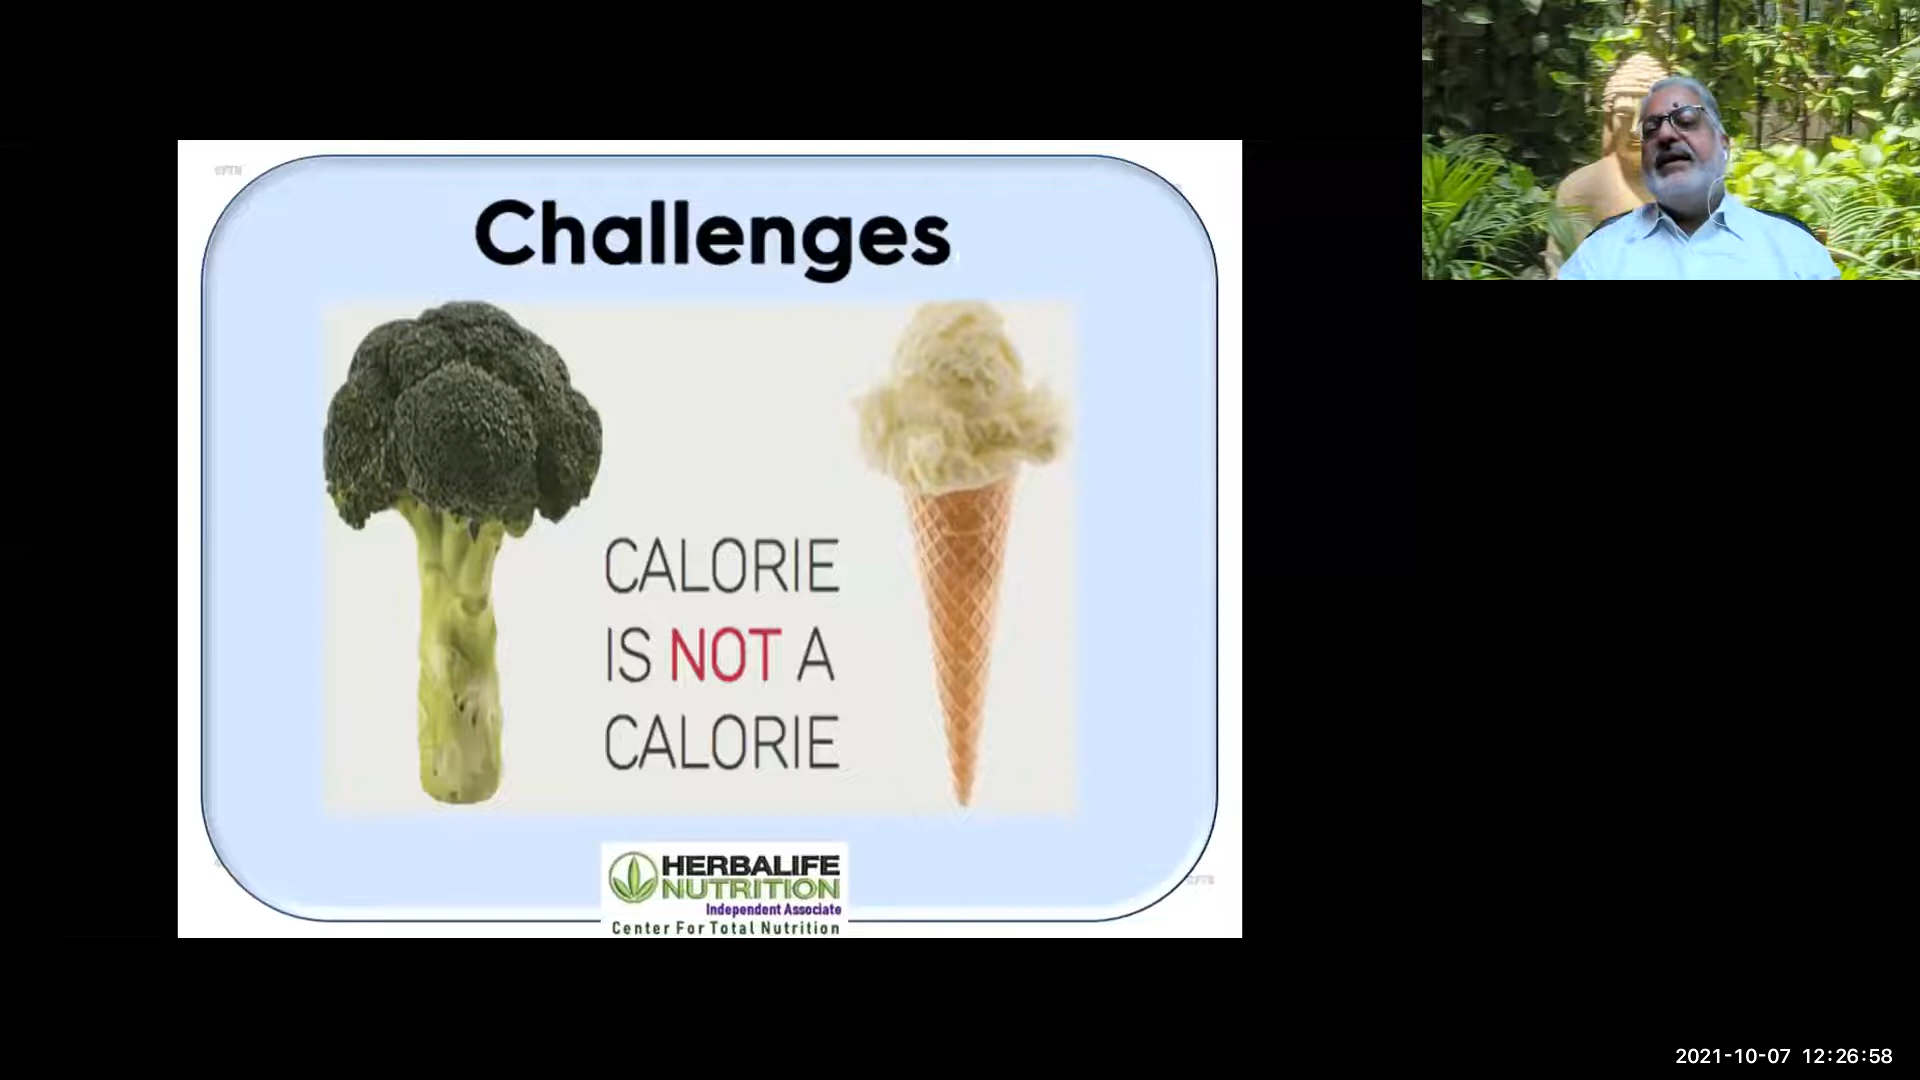 Challenges
CALORIE
IS NOT A
CALORIE
HERBALIFE
NUTRITION
Independent Associate
Center For Total Nutrition
2021-10-07 12:26:58